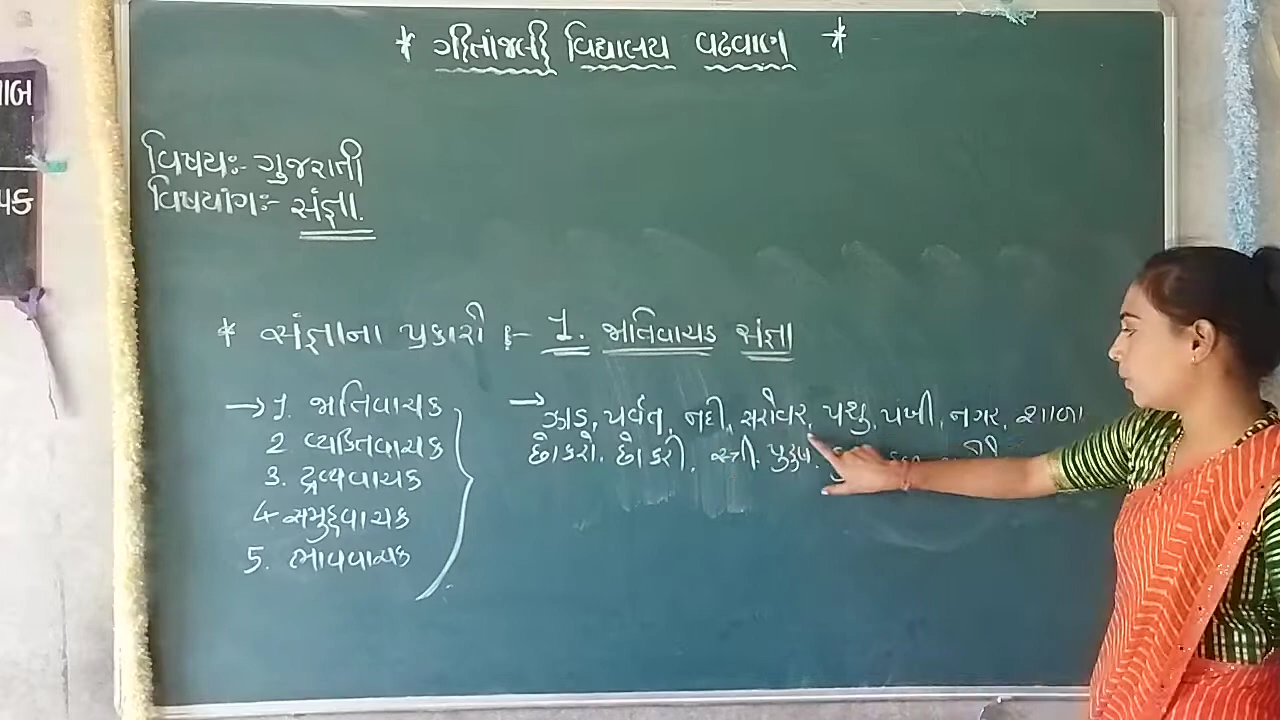 * ગીતાંજલી વિદ્યાલય વઢવાણ *
વિષય:- ગુજરાતી
વિષયાંગ:- સંજ્ઞા.
* સંજ્ઞાના પ્રકારો :- 1. જાતિવાચક સંજ્ઞા
→ 1. જાતિવાચક
2 વ્યક્તિવાચક
3. દ્રવ્યવાચક
4 સમુહવાચક
5. ભાવવાચક
→ ઝાડ, પર્વત, નદી, સરોવર, પશુ, પંખી, નગર, શાળા
છોકરો. છોકરી. સ્ત્રી. પુરુષ.